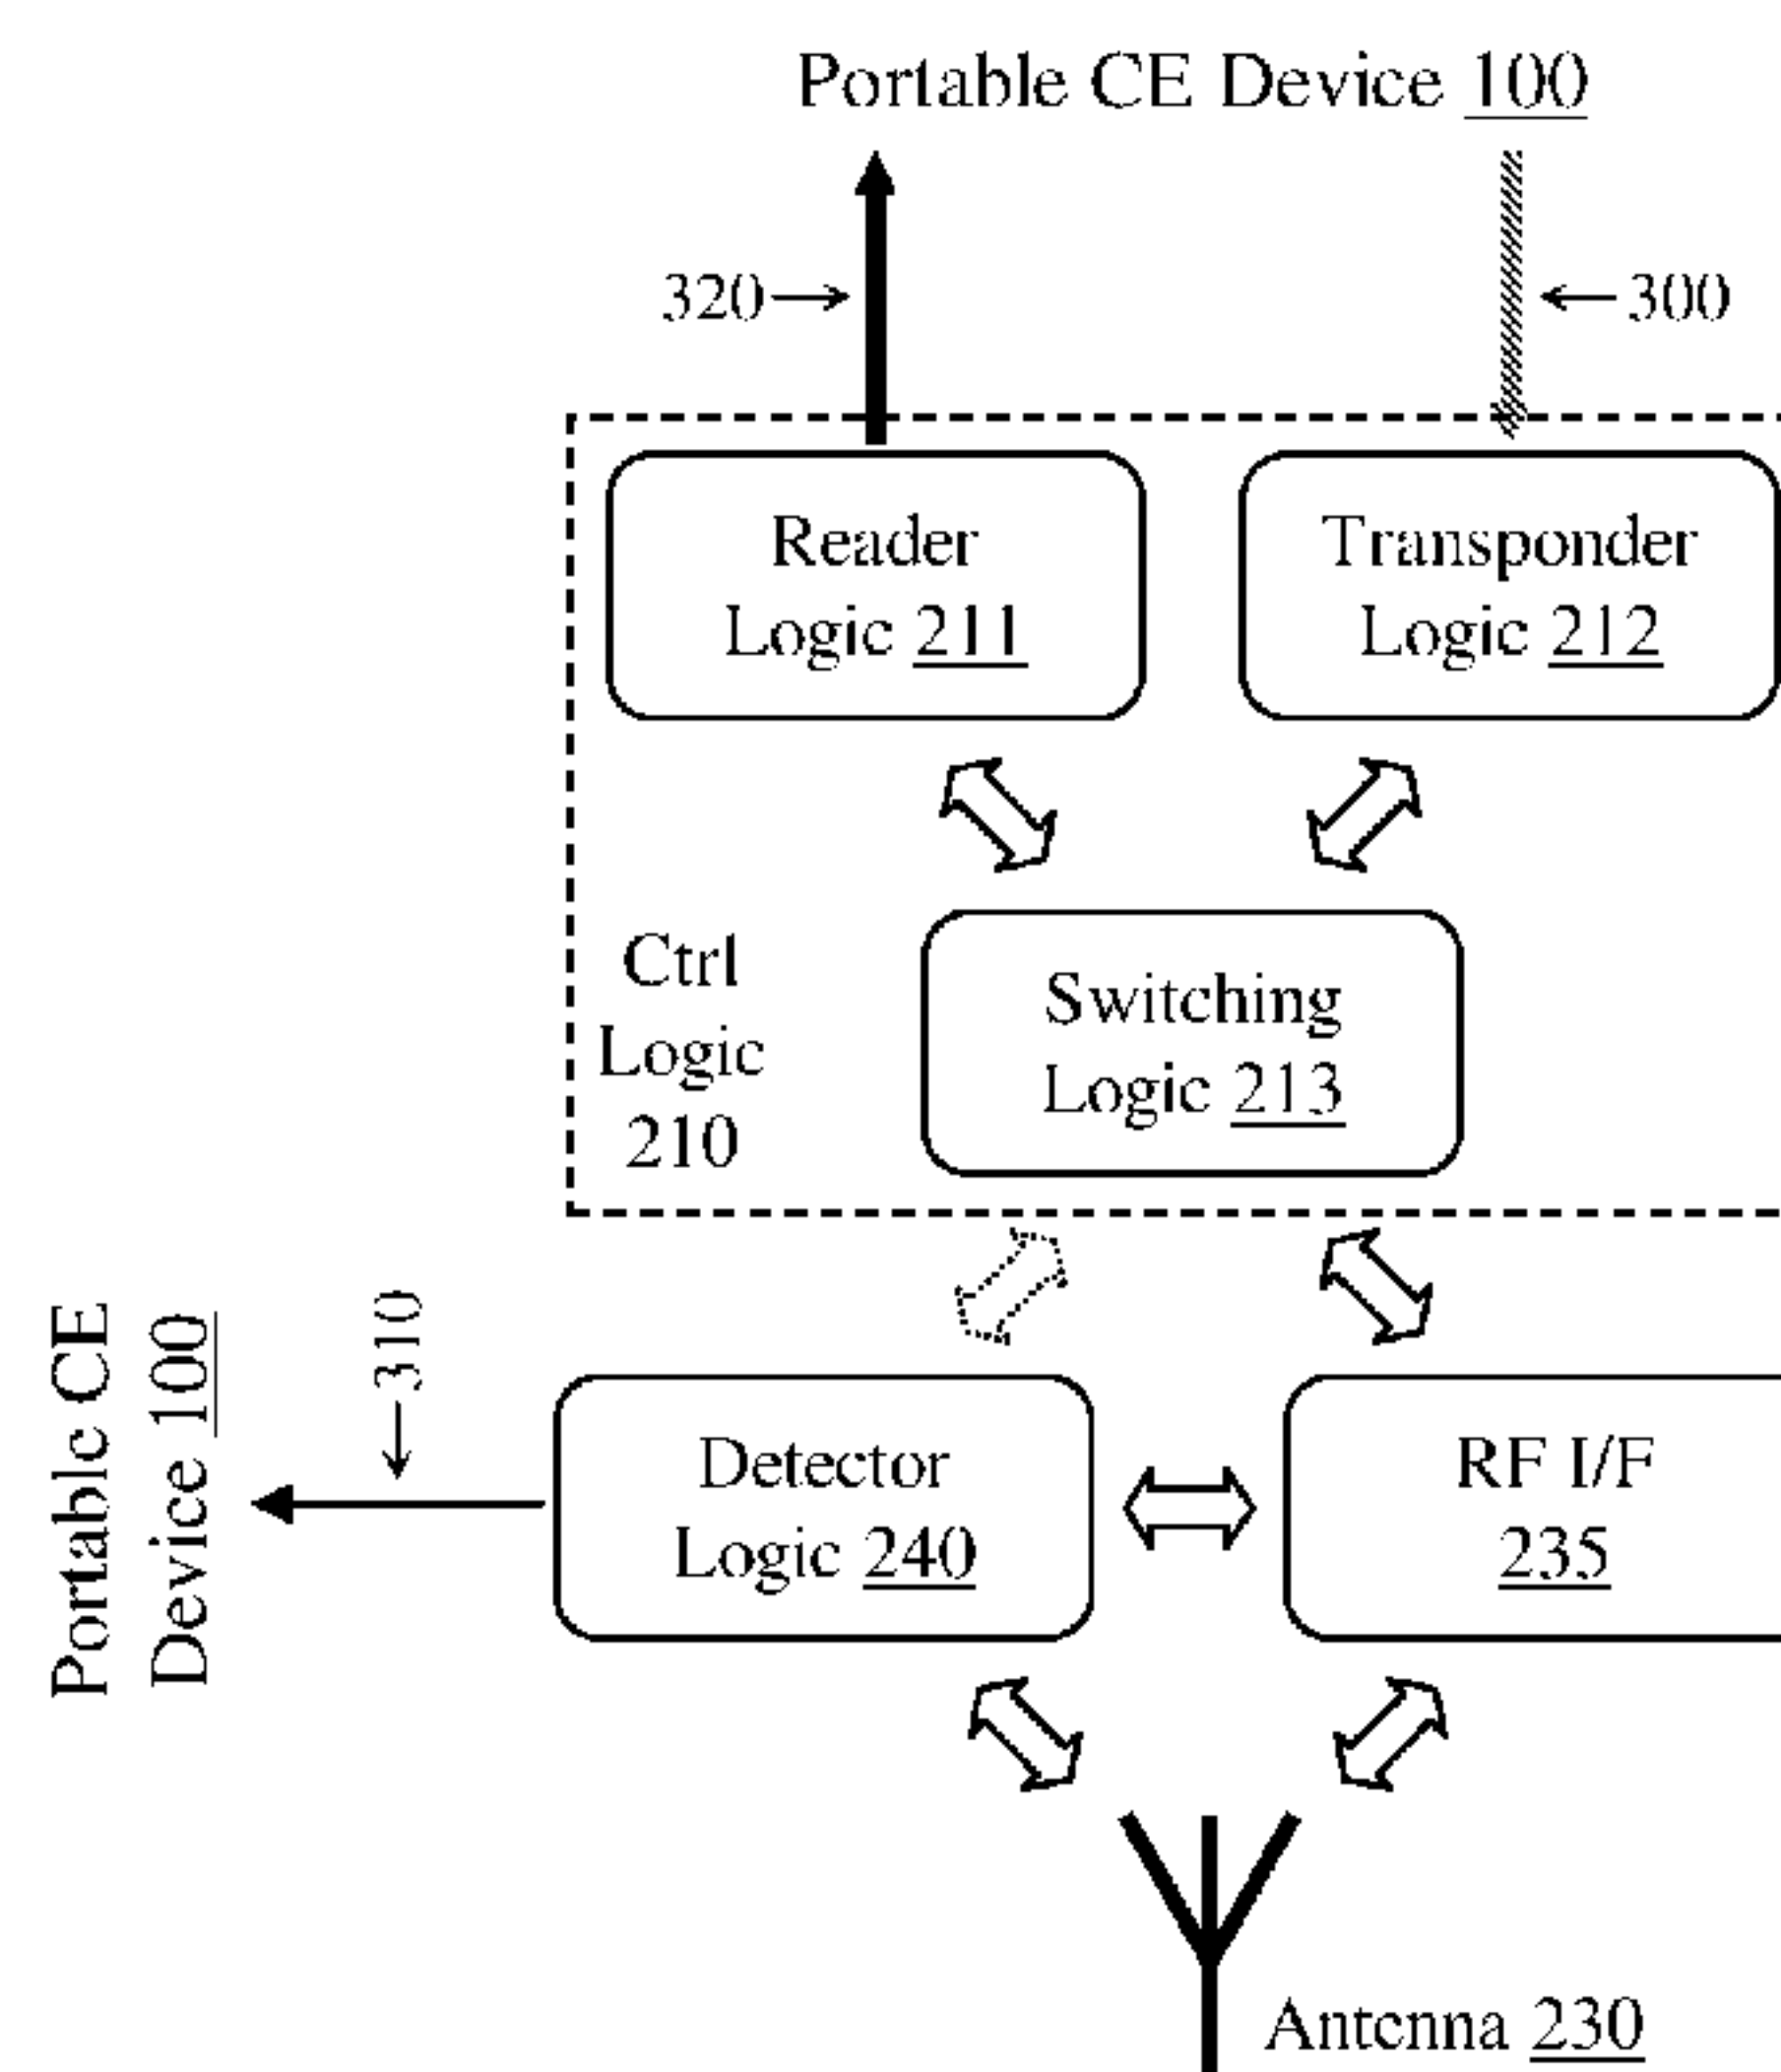 Portable CE Device 100
320
300
Reader
Logic 211
Transponder
Logic 212
Ctrl
Logic
210
Switching
Logic 213
Portable CE
Device 100
310
Detector
Logic 240
RF I/F
235
Antenna 230